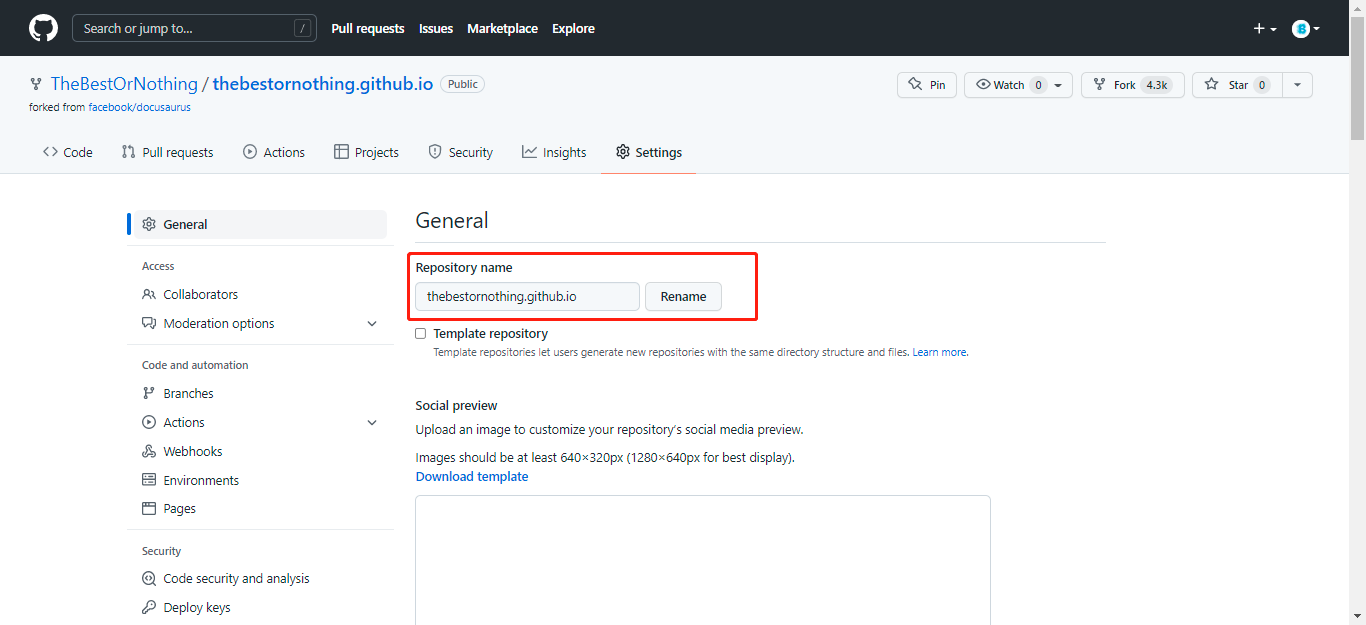 Search or jump to... / Pull requests Issues Marketplace Explore
TheBestOrNothing / thebestornothing.github.io Public Pin Watch 0 Fork 4.3k Star 0
forked from facebook/docusaurus
Code Pull requests Actions Projects Security Insights Settings
General
Access
Collaborators
Moderation options
Code and automation
Branches
Actions
Webhooks
Environments
Pages
Security
Code security and analysis
Deploy keys
General
Repository name
thebestornothing.github.io Rename
Template repository
Template repositories let users generate new repositories with the same directory structure and files. Learn more.
Social preview
Upload an image to customize your repository's social media preview.
Images should be at least 640×320px (1280×640px for best display).
Download template